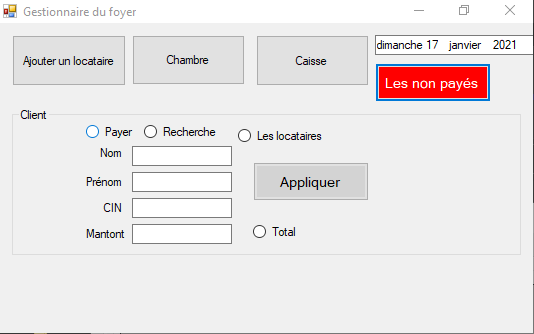 Gestionnaire du foyer
Ajouter un locataire
Chambre
Caisse
dimanche 17 janvier 2021
Les non payés
Client
Payer
Recherche
Les locataires
Nom
Prénom
Appliquer
CIN
Mantont
Total